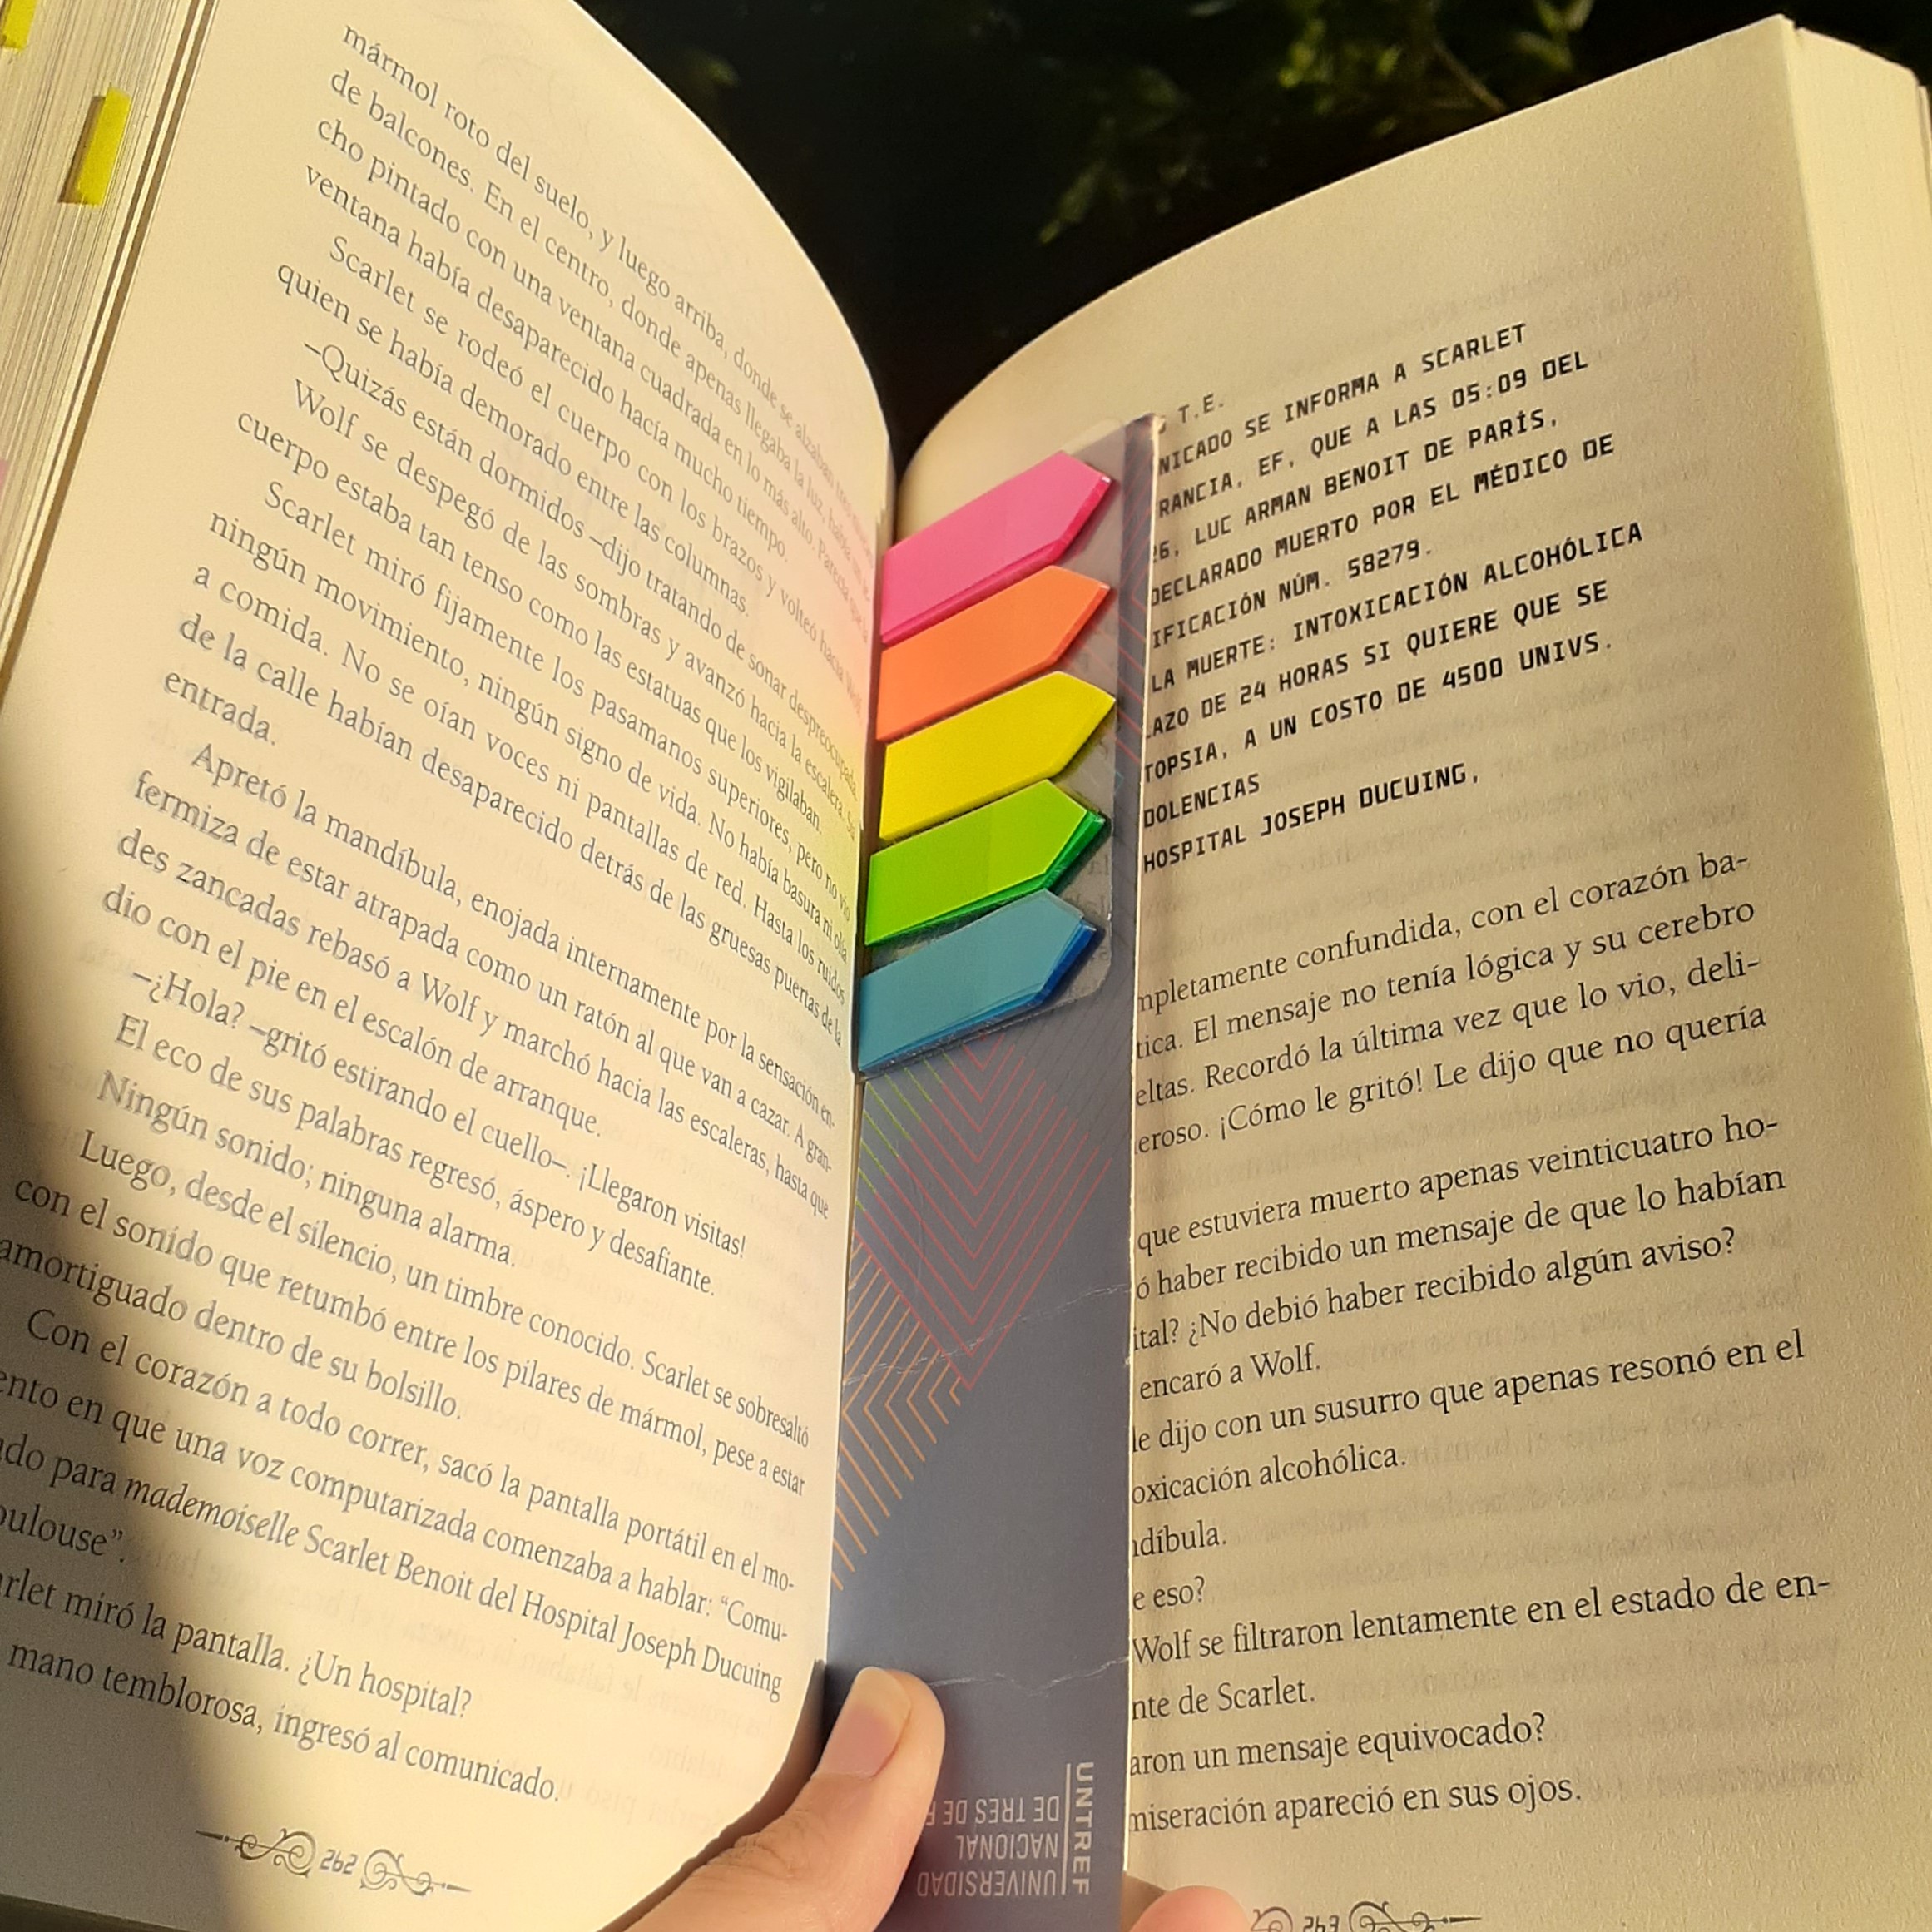 mármol roto del suelo, y luego arriba, donde se alzaban
de balcones. En el centro, donde apenas llegaba la luz, había un
cho pintado con una ventana cuadrada en lo más alto. Parecía que la
ventana había desaparecido hacía mucho tiempo.
Scarlet se rodeó el cuerpo con los brazos y volteó hacia Wolf,
quien se había demorado entre las columnas.
–Quizás están dormidos –dijo tratando de sonar despreocupada.
Wolf se despegó de las sombras y avanzó hacia la escalera. Su
cuerpo estaba tan tenso como las estatuas que los vigilaban.
Scarlet miró fijamente los pasamanos superiores, pero no vio
ningún movimiento, ningún signo de vida. No había basura ni olía
a comida. No se oían voces ni pantallas de red. Hasta los ruidos
de la calle habían desaparecido detrás de las gruesas puertas de la
entrada.
Apretó la mandíbula, enojada internamente por la sensación en-
fermiza de estar atrapada como un ratón al que van a cazar. A gran-
des zancadas rebasó a Wolf y marchó hacia las escaleras, hasta que
dio con el pie en el escalón de arranque.
–¿Hola? –gritó estirando el cuello–. ¡Llegaron visitas!
El eco de sus palabras regresó, áspero y desafiante.
Ningún sonido; ninguna alarma.
Luego, desde el silencio, un timbre conocido. Scarlet se sobresaltó
con el sonido que retumbó entre los pilares de mármol, pese a estar
amortiguado dentro de su bolsillo.
Con el corazón a todo correr, sacó la pantalla portátil en el mo-
ento en que una voz computarizada comenzaba a hablar: “Comu-
ado para mademoiselle Scarlet Benoit del Hospital Joseph Ducuing
oulouse”.
arlet miró la pantalla. ¿Un hospital?
mano temblorosa, ingresó al comunicado.
262
T.E.
NICADO SE INFORMA A SCARLET
RANCIA, EF, QUE A LAS 05:09 DEL
26, LUC ARMAN BENOIT DE PARÍS,
DECLARADO MUERTO POR EL MÉDICO DE
IFICACIÓN NÚM. 58279.
LA MUERTE: INTOXICACIÓN ALCOHÓLICA
LAZO DE 24 HORAS SI QUIERE QUE SE
TOPSIA, A UN COSTO DE 4500 UNIVS.
DOLENCIAS
HOSPITAL JOSEPH DUCUING,
mpletamente confundida, con el corazón ba-
tica. El mensaje no tenía lógica y su cerebro
eltas. Recordó la última vez que lo vio, deli-
eroso. ¡Cómo le gritó! Le dijo que no quería
que estuviera muerto apenas veinticuatro ho-
ó haber recibido un mensaje de que lo habían
ital? ¿No debió haber recibido algún aviso?
encaró a Wolf.
le dijo con un susurro que apenas resonó en el
oxicación alcohólica.
ndíbula.
e eso?
Wolf se filtraron lentamente en el estado de en-
nte de Scarlet.
aron un mensaje equivocado?
miseración apareció en sus ojos.
263
UNTREF
UNIVERSIDAD
NACIONAL
DE TRES DE F